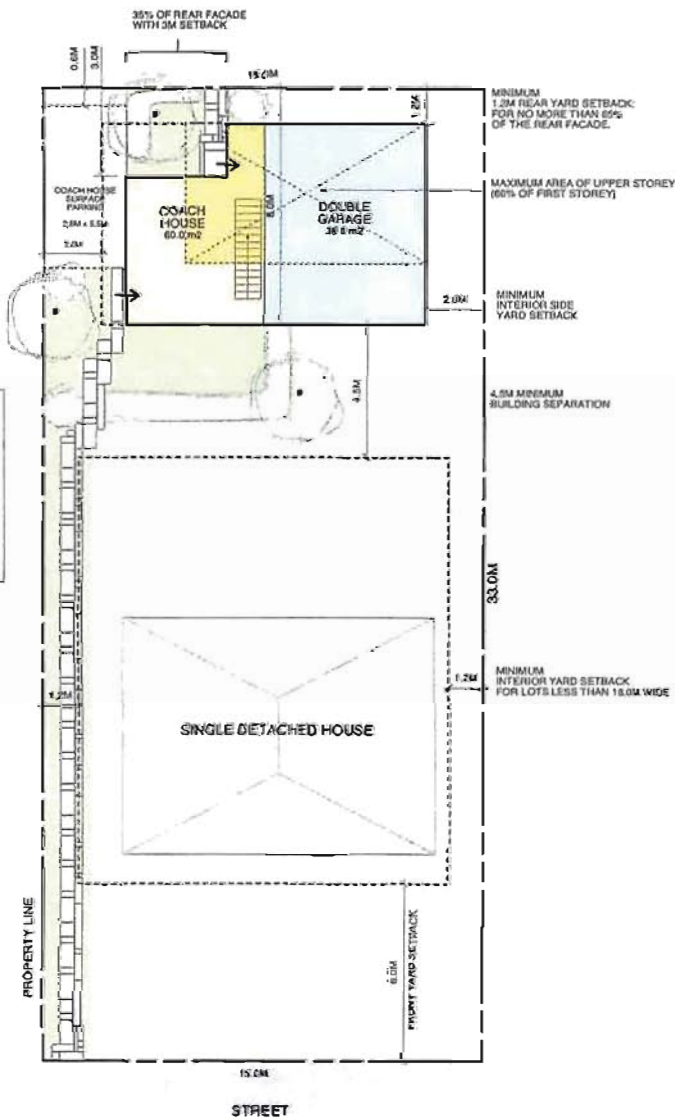 35% OF REAR FACADE
WITH 3M SETBACK
0.6M
3.0M
15.0M
1.2M
MINIMUM
1.2M REAR YARD SETBACK;
FOR NO MORE THAN 65%
OF THE REAR FACADE.
COACH HOUSE
SURFACE
PARKING
COACH
HOUSE
60.0 m2
DOUBLE
GARAGE
MAXIMUM AREA OF UPPER STOREY
(60% OF FIRST STOREY)
2.0M
MINIMUM
INTERIOR SIDE
YARD SETBACK
4.5M
4.5M MINIMUM
BUILDING SEPARATION
33.0M
1.2M
1.2M
MINIMUM
INTERIOR YARD SETBACK
FOR LOTS LESS THAN 18.0M WIDE
SINGLE DETACHED HOUSE
PROPERTY LINE
6.0M
FRONT YARD SETBACK
15.0M
STREET